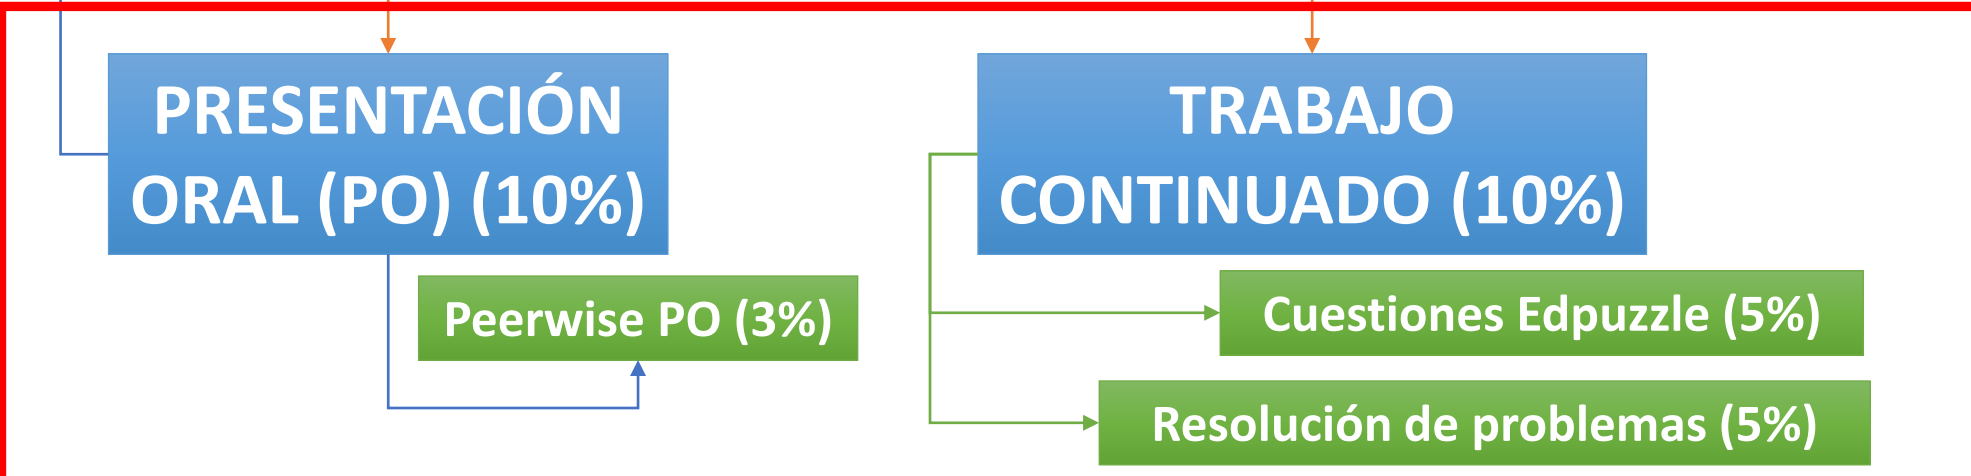 PRESENTACIÓN
ORAL (PO) (10%)
Peerwise PO (3%)
TRABAJO
CONTINUADO (10%)
Cuestiones Edpuzzle (5%)
Resolución de problemas (5%)